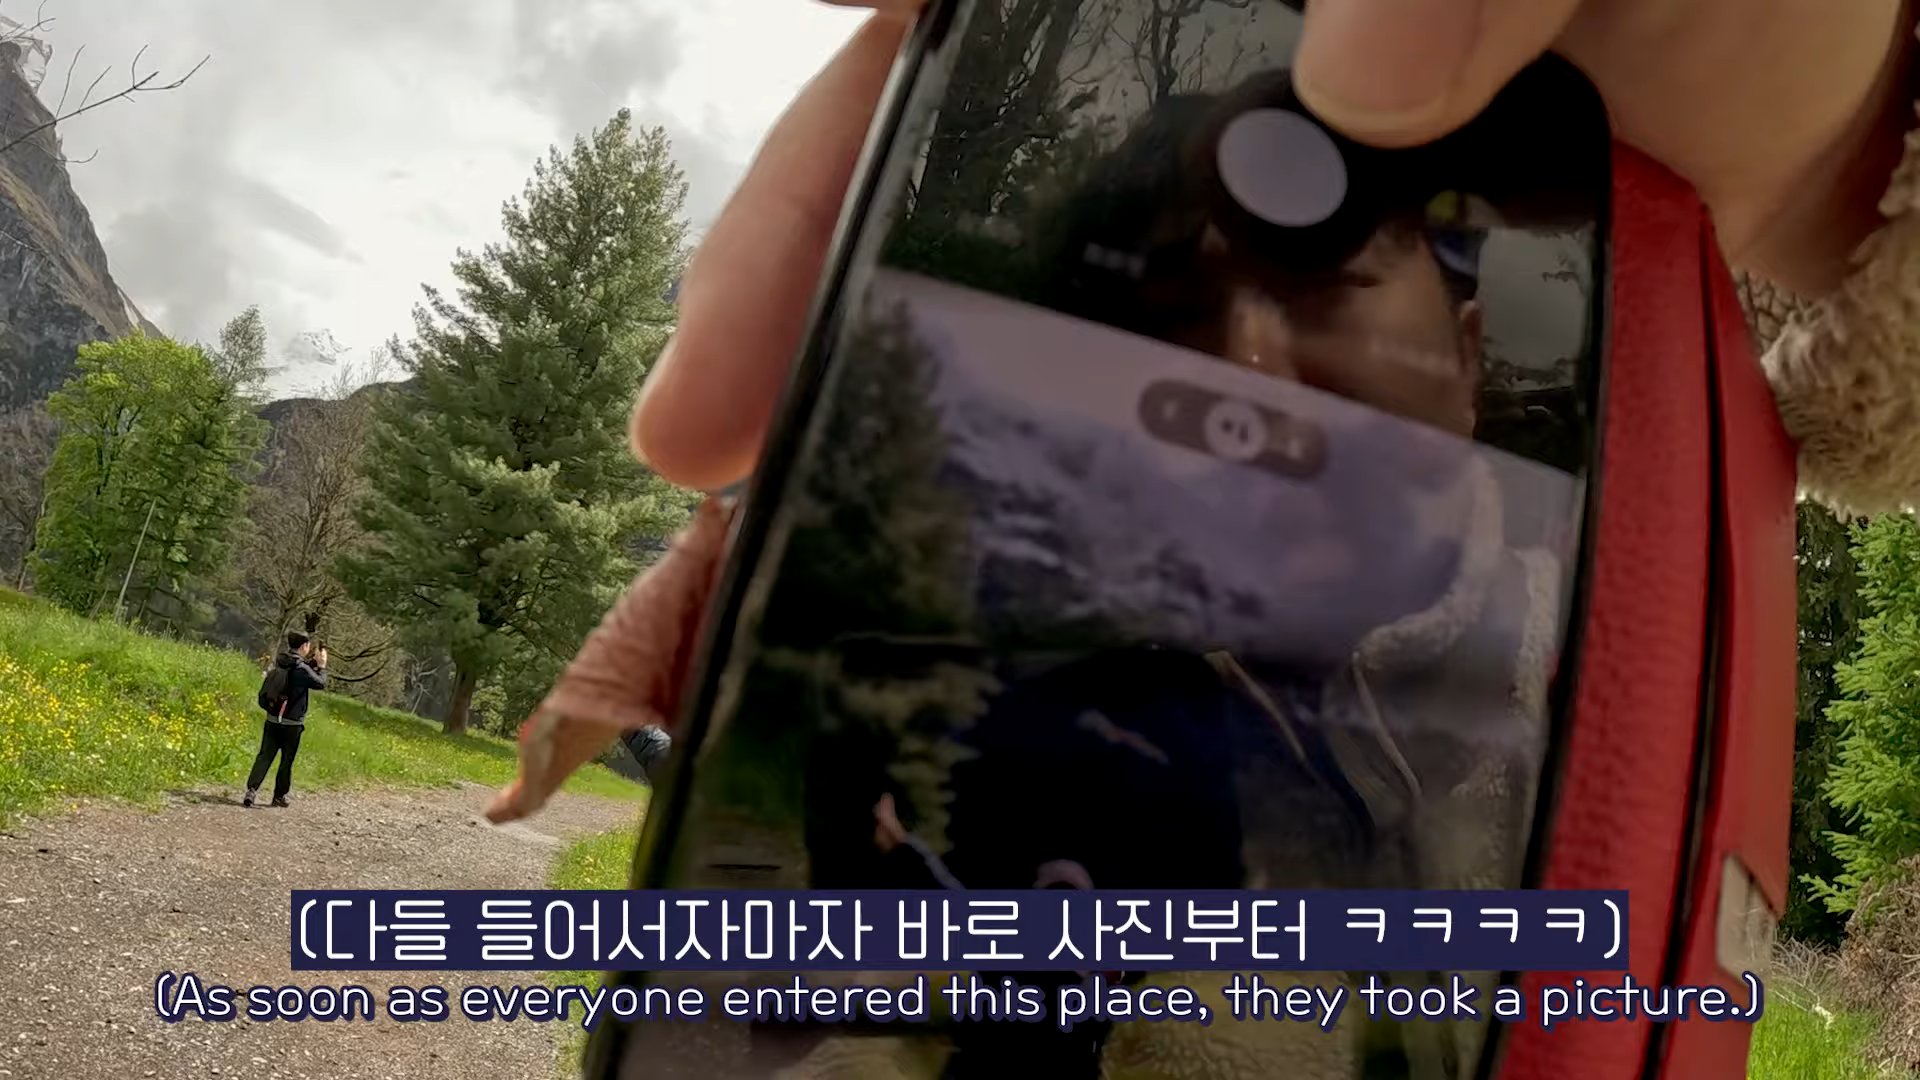 (다들 들어서자마자 바로 사진부터 ㅋㅋㅋㅋ)
(As soon as everyone entered this place, they took a picture.)